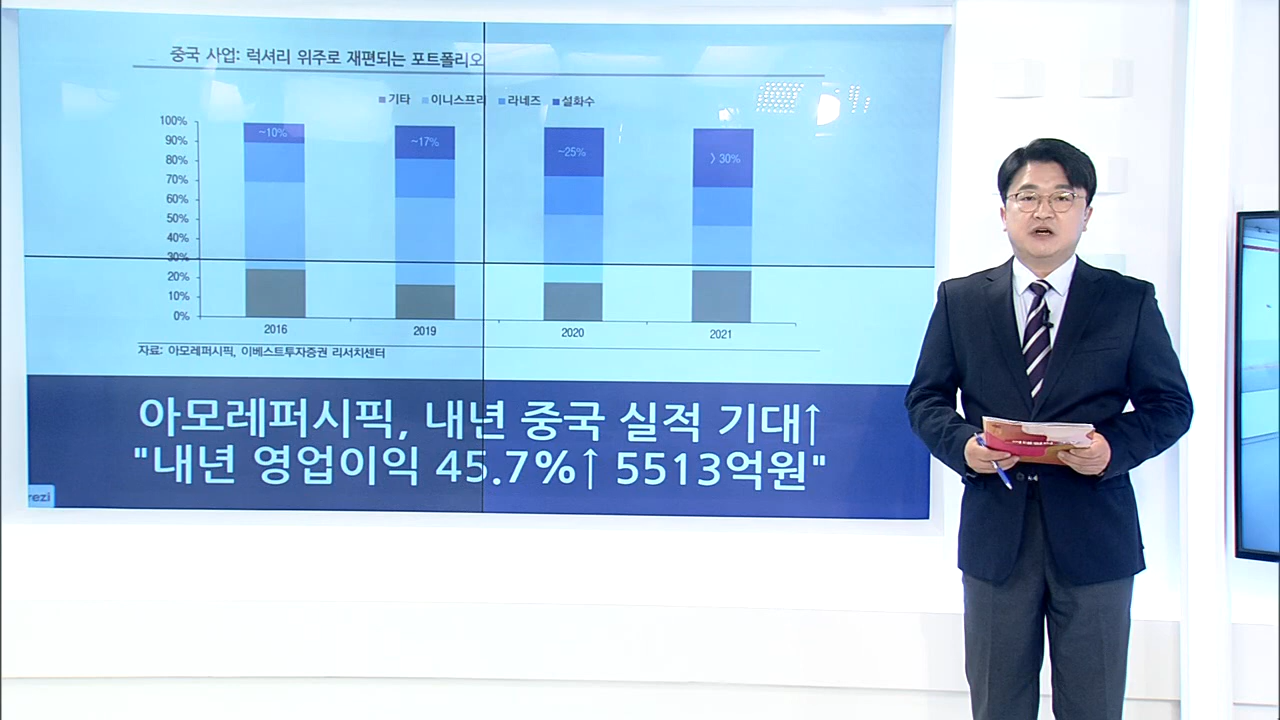 중국 사업: 럭셔리 위주로 재편되는 포트폴리오
기타 이니스프리 라네즈 설화수
100%
90%
80%
70%
60%
50%
40%
30%
20%
10%
0%
~10%
~17%
~25%
> 30%
2016 2019 2020 2021
자료: 아모레퍼시픽, 이베스트투자증권 리서치센터
아모레퍼시픽, 내년 중국 실적 기대↑
"내년 영업이익 45.7%↑ 5513억원"
rezi